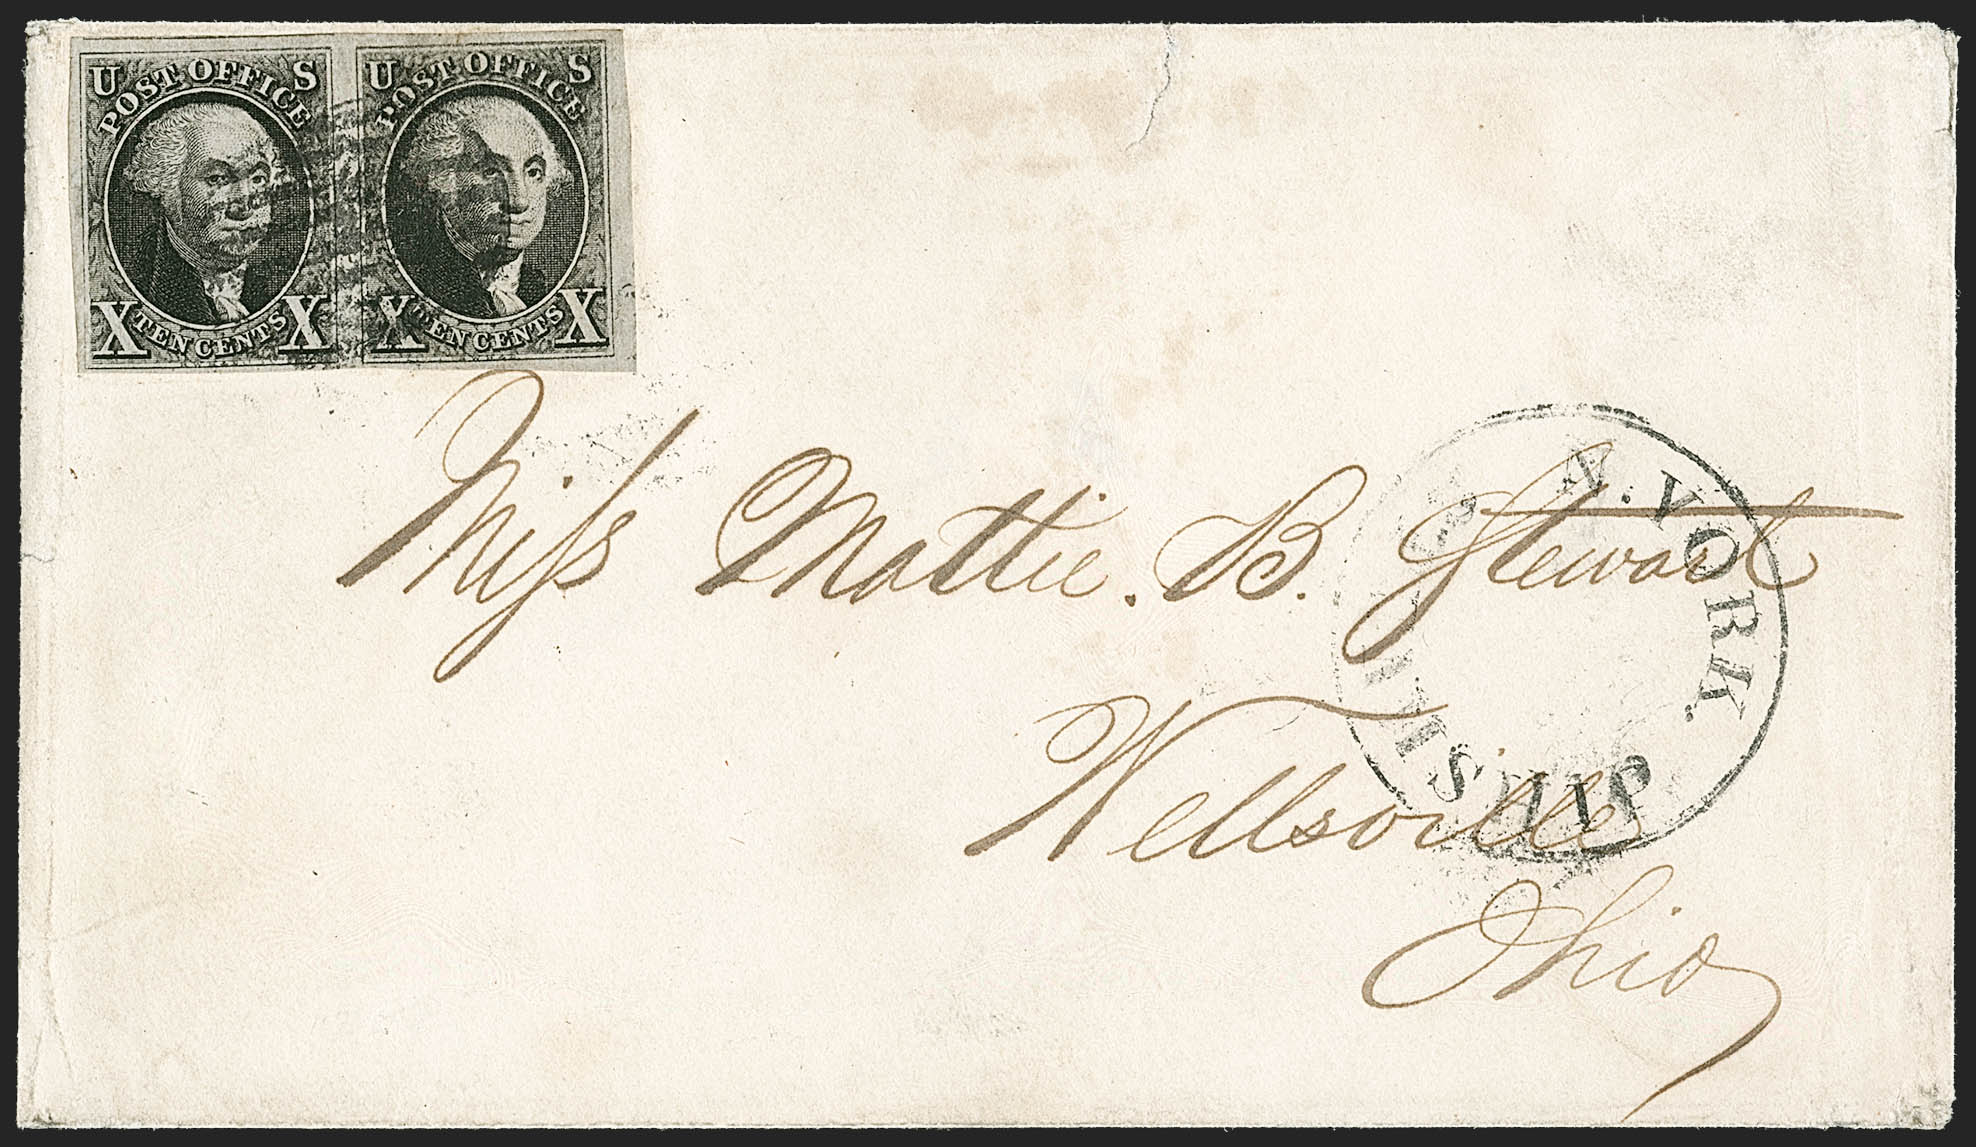 U S
POST OFFICE
X TEN CENTS X
U S
POST OFFICE
X TEN CENTS X
N. YORK. STEAMSHIP
Miss Mattie. B. Stewart
Wellsville
Ohio